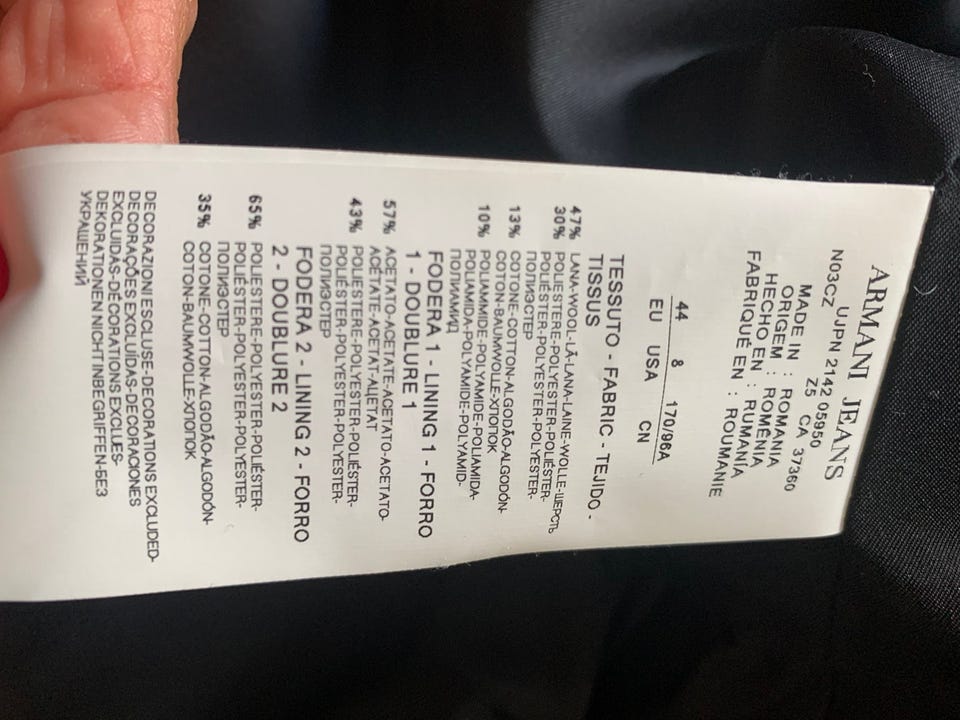 ARMANI JEANS
UJPN 2142 05950
N03CZ Z5 CA 37360
MADE IN : ROMANIA
ORIGEM : ROMÉNIA
HECHO EN : RUMANÍA
FABRIQUÉ EN : ROUMANIE
44 8 170/96A
EU USA CN
TESSUTO - FABRIC - TEJIDO -
TISSUS
47% LANA-WOOL-LÃ-LANA-LAINE-WOLLE-ШЕРСТЬ
30% POLIESTERE-POLYESTER-POLIÉSTER-
POLIÉSTER-POLYESTER-POLYESTER-
ПОЛИЭСТЕР
13% COTONE-COTTON-ALGODÃO-ALGODÓN-
COTON-BAUMWOLLE-ХЛОПОК
10% POLIAMMIDE-POLYAMIDE-POLIAMIDA-
POLIAMIDA-POLYAMIDE-POLYAMID-
ПОЛИАМИД
FODERA 1 - LINING 1 - FORRO
1 - DOUBLURE 1
57% ACETATO-ACETATE-ACETATO-ACETATO-
ACÉTATE-ACETAT-АЦЕТАТ
43% POLIESTERE-POLYESTER-POLIÉSTER-
POLIÉSTER-POLYESTER-POLYESTER-
ПОЛИЭСТЕР
FODERA 2 - LINING 2 - FORRO
2 - DOUBLURE 2
65% POLIESTERE-POLYESTER-POLIÉSTER-
POLIÉSTER-POLYESTER-POLYESTER-
ПОЛИЭСТЕР
35% COTONE-COTTON-ALGODÃO-ALGODÓN-
COTON-BAUMWOLLE-ХЛОПОК
DECORAZIONI ESCLUSE-DECORATIONS EXCLUDED-
DECORAÇÕES EXCLUÍDAS-DECORACIONES
EXCLUIDAS-DÉCORATIONS EXCLUES-
DEKORATIONEN NICHT INBEGRIFFEN-БЕЗ
УКРАШЕНИЙ